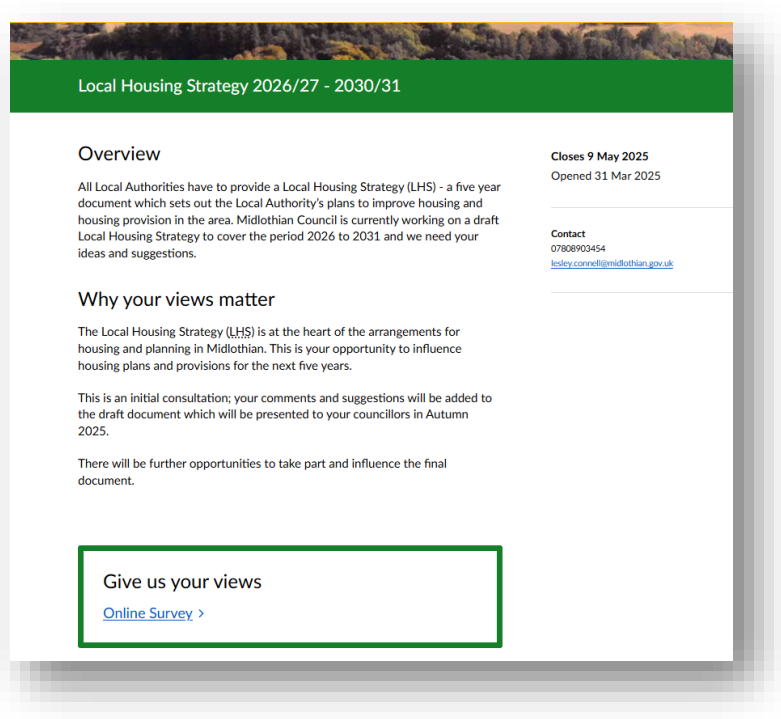 Local Housing Strategy 2026/27 - 2030/31
Overview
All Local Authorities have to provide a Local Housing Strategy (LHS) - a five year
document which sets out the Local Authority's plans to improve housing and
housing provision in the area. Midlothian Council is currently working on a draft
Local Housing Strategy to cover the period 2026 to 2031 and we need your
ideas and suggestions.
Why your views matter
The Local Housing Strategy (LHS) is at the heart of the arrangements for
housing and planning in Midlothian. This is your opportunity to influence
housing plans and provisions for the next five years.
This is an initial consultation; your comments and suggestions will be added to
the draft document which will be presented to your councillors in Autumn
2025.
There will be further opportunities to take part and influence the final
document.
Give us your views
Online Survey >
Closes 9 May 2025
Opened 31 Mar 2025
Contact
07808903454
lesley.connell@midlothian.gov.uk